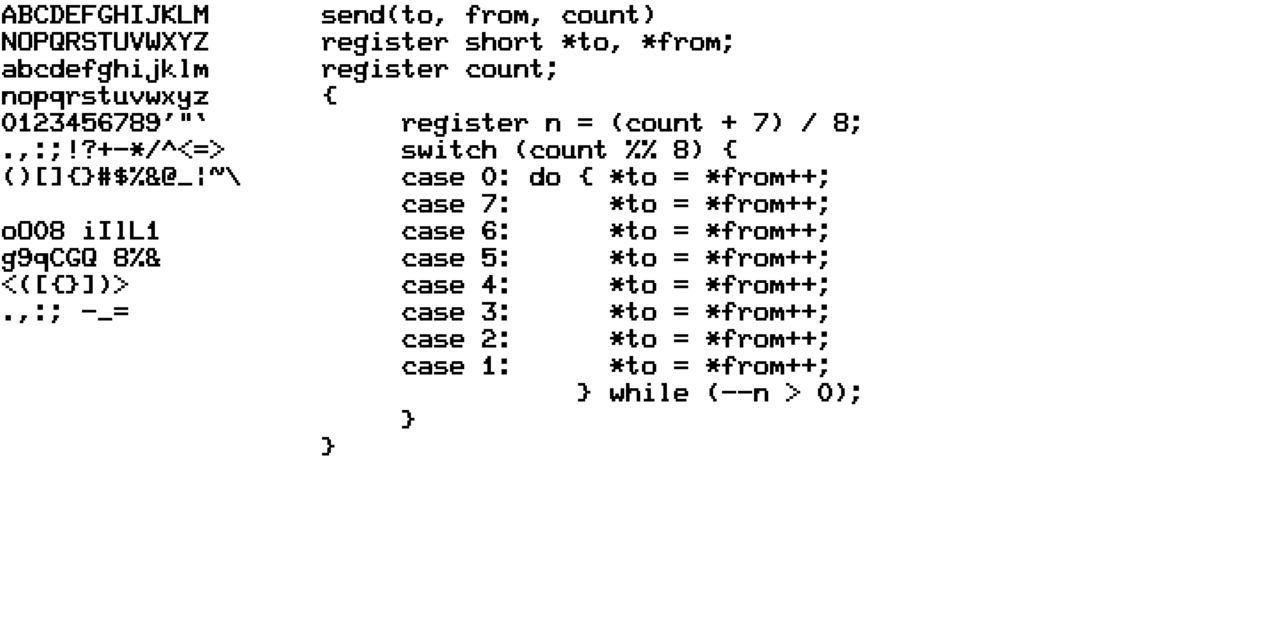 ABCDEFGHIJKLM
NOPQRSTUVWXYZ
abcdefghijklm
nopqrstuvwxyz
0123456789'"`
.,:;!?+-*/^<=>
()[]{}#$%&@_¦~\
oO08 iIlL1
g9qCGQ 8%&
<([{}])>
.,:; -_=
send(to, from, count)
register short *to, *from;
register count;
{
     register n = (count + 7) / 8;
     switch (count %% 8) {
     case 0: do { *to = *from++;
     case 7:      *to = *from++;
     case 6:      *to = *from++;
     case 5:      *to = *from++;
     case 4:      *to = *from++;
     case 3:      *to = *from++;
     case 2:      *to = *from++;
     case 1:      *to = *from++;
                } while (--n > 0);
     }
}